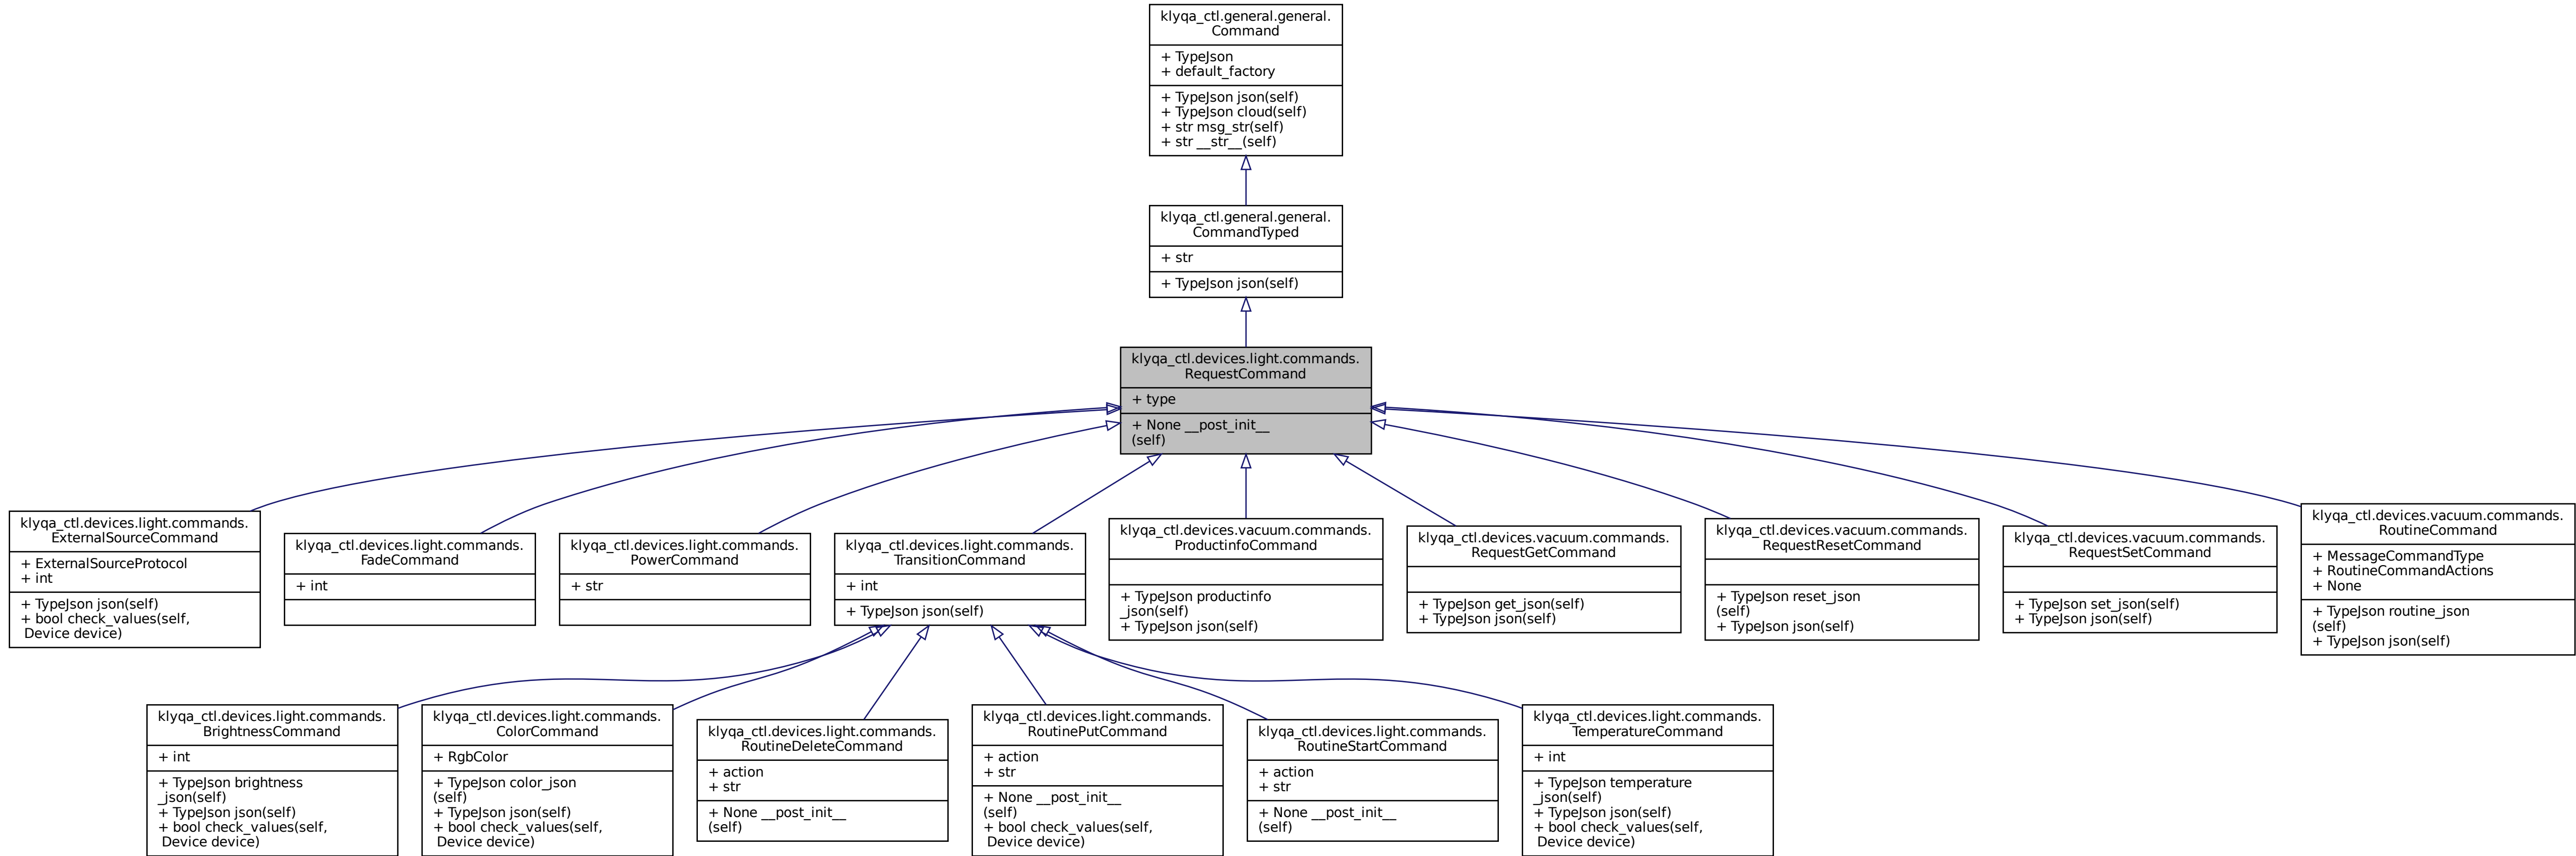 klyqa_ctl.general.general.
Command
+ TypeJson
+ default_factory
+ TypeJson json(self)
+ TypeJson cloud(self)
+ str msg_str(self)
+ str __str__(self)
klyqa_ctl.general.general.
CommandTyped
+ str
+ TypeJson json(self)
klyqa_ctl.devices.light.commands.
RequestCommand
+ type
+ None __post_init__
(self)
klyqa_ctl.devices.light.commands.
ExternalSourceCommand
+ ExternalSourceProtocol
+ int
+ TypeJson json(self)
+ bool check_values(self,
Device device)
klyqa_ctl.devices.light.commands.
FadeCommand
+ int
klyqa_ctl.devices.light.commands.
PowerCommand
+ str
klyqa_ctl.devices.light.commands.
TransitionCommand
+ int
+ TypeJson json(self)
klyqa_ctl.devices.vacuum.commands.
ProductinfoCommand
+ TypeJson productinfo
_json(self)
+ TypeJson json(self)
klyqa_ctl.devices.vacuum.commands.
RequestGetCommand
+ TypeJson get_json(self)
+ TypeJson json(self)
klyqa_ctl.devices.vacuum.commands.
RequestResetCommand
+ TypeJson reset_json
(self)
+ TypeJson json(self)
klyqa_ctl.devices.vacuum.commands.
RequestSetCommand
+ TypeJson set_json(self)
+ TypeJson json(self)
klyqa_ctl.devices.vacuum.commands.
RoutineCommand
+ MessageCommandType
+ RoutineCommandActions
+ None
+ TypeJson routine_json
(self)
+ TypeJson json(self)
klyqa_ctl.devices.light.commands.
BrightnessCommand
+ int
+ TypeJson brightness
_json(self)
+ TypeJson json(self)
+ bool check_values(self,
Device device)
klyqa_ctl.devices.light.commands.
ColorCommand
+ RgbColor
+ TypeJson color_json
(self)
+ TypeJson json(self)
+ bool check_values(self,
Device device)
klyqa_ctl.devices.light.commands.
RoutineDeleteCommand
+ action
+ str
+ None __post_init__
(self)
klyqa_ctl.devices.light.commands.
RoutinePutCommand
+ action
+ str
+ None __post_init__
(self)
+ bool check_values(self,
Device device)
klyqa_ctl.devices.light.commands.
RoutineStartCommand
+ action
+ str
+ None __post_init__
(self)
klyqa_ctl.devices.light.commands.
TemperatureCommand
+ int
+ TypeJson temperature
_json(self)
+ TypeJson json(self)
+ bool check_values(self,
Device device)